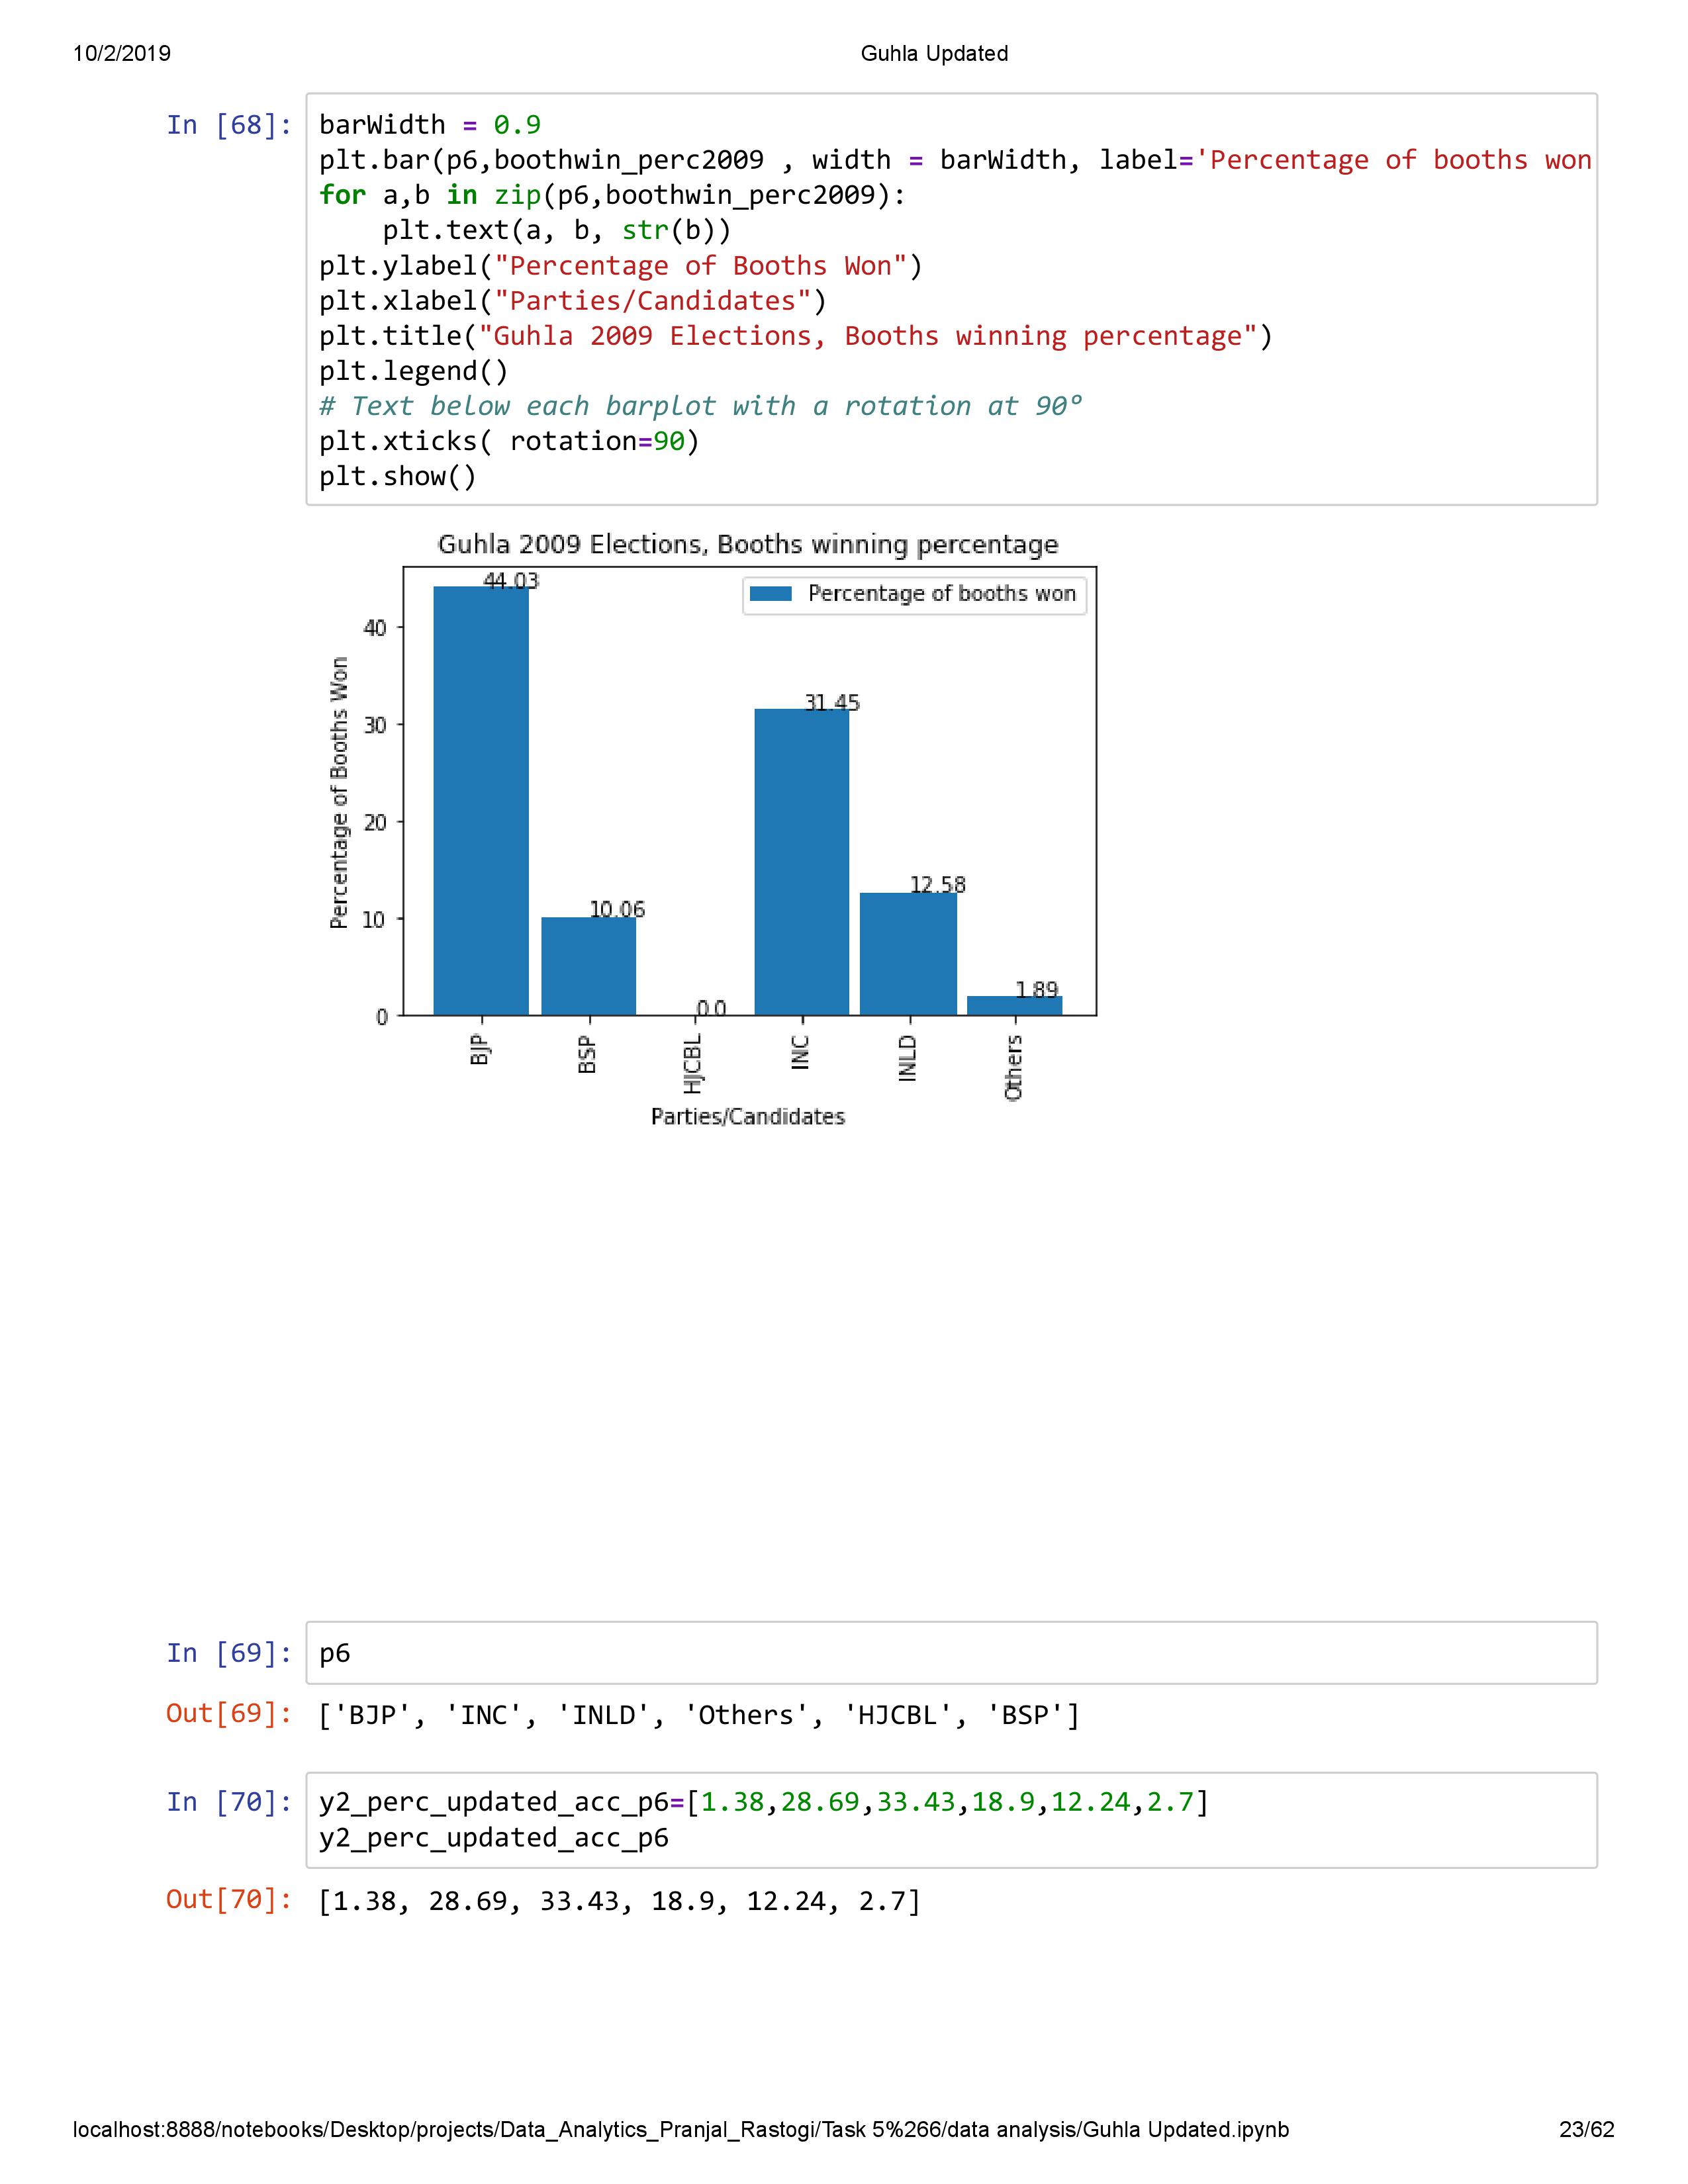 10/2/2019 Guhla Updated
In [68]: barWidth = 0.9
plt.bar(p6,boothwin_perc2009 , width = barWidth, label='Percentage of booths won
for a,b in zip(p6,boothwin_perc2009):
    plt.text(a, b, str(b))
plt.ylabel("Percentage of Booths Won")
plt.xlabel("Parties/Candidates")
plt.title("Guhla 2009 Elections, Booths winning percentage")
plt.legend()
# Text below each barplot with a rotation at 90º
plt.xticks( rotation=90)
plt.show()
Guhla 2009 Elections, Booths winning percentage
Percentage of booths won
Percentage of Booths Won
40
30
20
10
0
44.03
10.06
0.0
31.45
12.58
1.89
BJP
BSP
HJCBL
INC
INLD
Others
Parties/Candidates
In [69]: p6
Out[69]: ['BJP', 'INC', 'INLD', 'Others', 'HJCBL', 'BSP']
In [70]: y2_perc_updated_acc_p6=[1.38,28.69,33.43,18.9,12.24,2.7]
y2_perc_updated_acc_p6
Out[70]: [1.38, 28.69, 33.43, 18.9, 12.24, 2.7]
localhost:8888/notebooks/Desktop/projects/Data_Analytics_Pranjal_Rastogi/Task 5%266/data analysis/Guhla Updated.ipynb 23/62